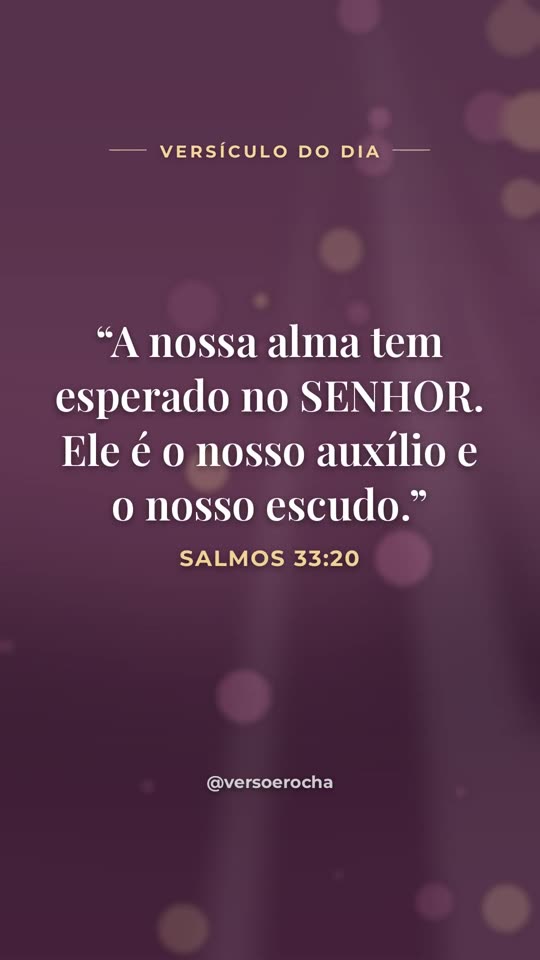 VERSÍCULO DO DIA
“A nossa alma tem
esperado no SENHOR.
Ele é o nosso auxílio e
o nosso escudo.”
SALMOS 33:20
@versoerocha